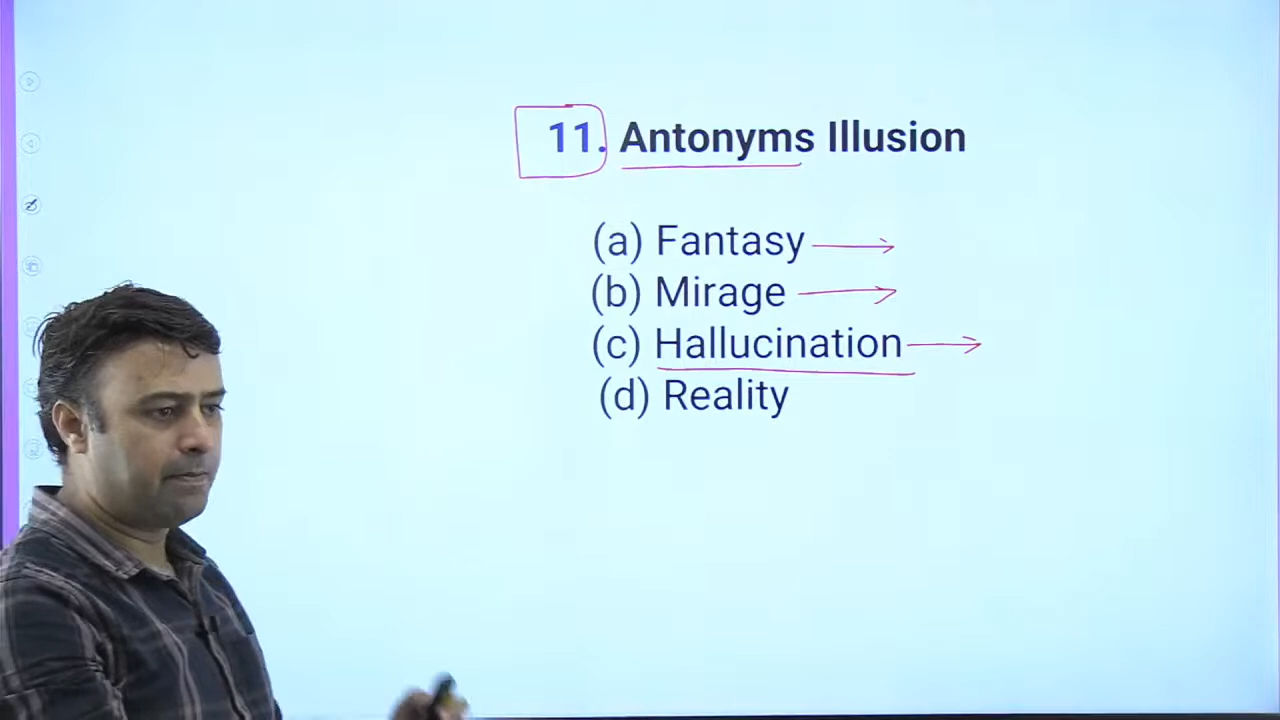 11. Antonyms Illusion
(a) Fantasy
(b) Mirage
(c) Hallucination
(d) Reality